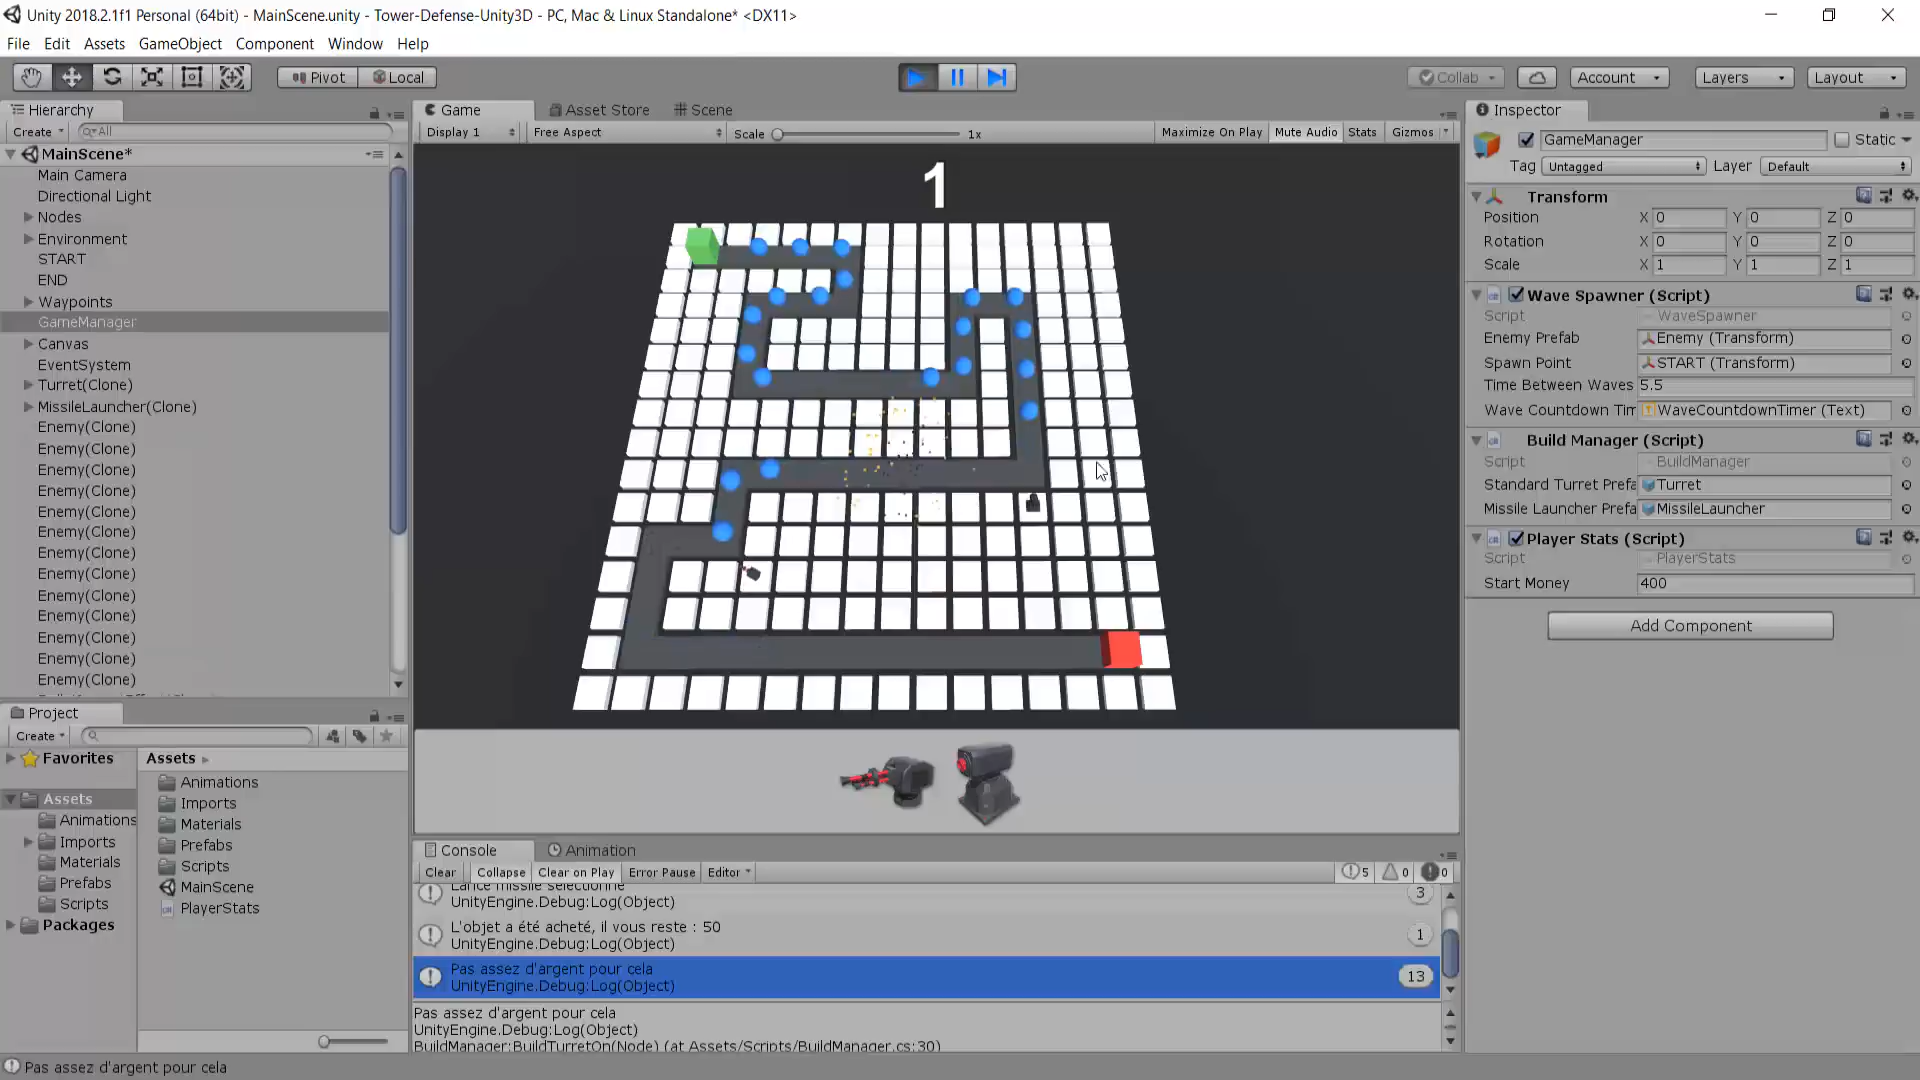 Unity 2018.2.1f1 Personal (64bit) - MainScene.unity - Tower-Defense-Unity3D - PC, Mac & Linux Standalone* <DX11>
File Edit Assets GameObject Component Window Help
Pivot Local Collab Account Layers Layout
Hierarchy
Create All
MainScene*
Main Camera
Directional Light
Nodes
Environment
START
END
Waypoints
GameManager
Canvas
EventSystem
Turret(Clone)
MissileLauncher(Clone)
Enemy(Clone)
Enemy(Clone)
Enemy(Clone)
Enemy(Clone)
Enemy(Clone)
Enemy(Clone)
Enemy(Clone)
Enemy(Clone)
Enemy(Clone)
Enemy(Clone)
Enemy(Clone)
Enemy(Clone)
Enemy(Clone)
Game Asset Store Scene
Display 1 Free Aspect Scale 1x Maximize On Play Mute Audio Stats Gizmos
1
Inspector
GameManager Static
Tag Untagged Layer Default
Transform
Position X 0 Y 0 Z 0
Rotation X 0 Y 0 Z 0
Scale X 1 Y 1 Z 1
Wave Spawner (Script)
Script WaveSpawner
Enemy Prefab Enemy (Transform)
Spawn Point START (Transform)
Time Between Waves 5.5
Wave Countdown Tim WaveCountdownTimer (Text)
Build Manager (Script)
Script BuildManager
Standard Turret Prefa Turret
Missile Launcher Prefa MissileLauncher
Player Stats (Script)
Script PlayerStats
Start Money 400
Add Component
Project
Create
Favorites
Assets
Animations
Imports
Materials
Prefabs
Scripts
Packages
Assets
Animations
Imports
Materials
Prefabs
Scripts
MainScene
PlayerStats
Console Animation
Clear Collapse Clear on Play Error Pause Editor 5 0 0
Lance missile sélectionné
UnityEngine.Debug:Log(Object) 3
L'objet a été acheté, il vous reste : 50
UnityEngine.Debug:Log(Object) 1
Pas assez d'argent pour cela
UnityEngine.Debug:Log(Object) 13
Pas assez d'argent pour cela
UnityEngine.Debug:Log(Object)
BuildManager:BuildTurretOn(Node) (at Assets/Scripts/BuildManager.cs:30)
Pas assez d'argent pour cela